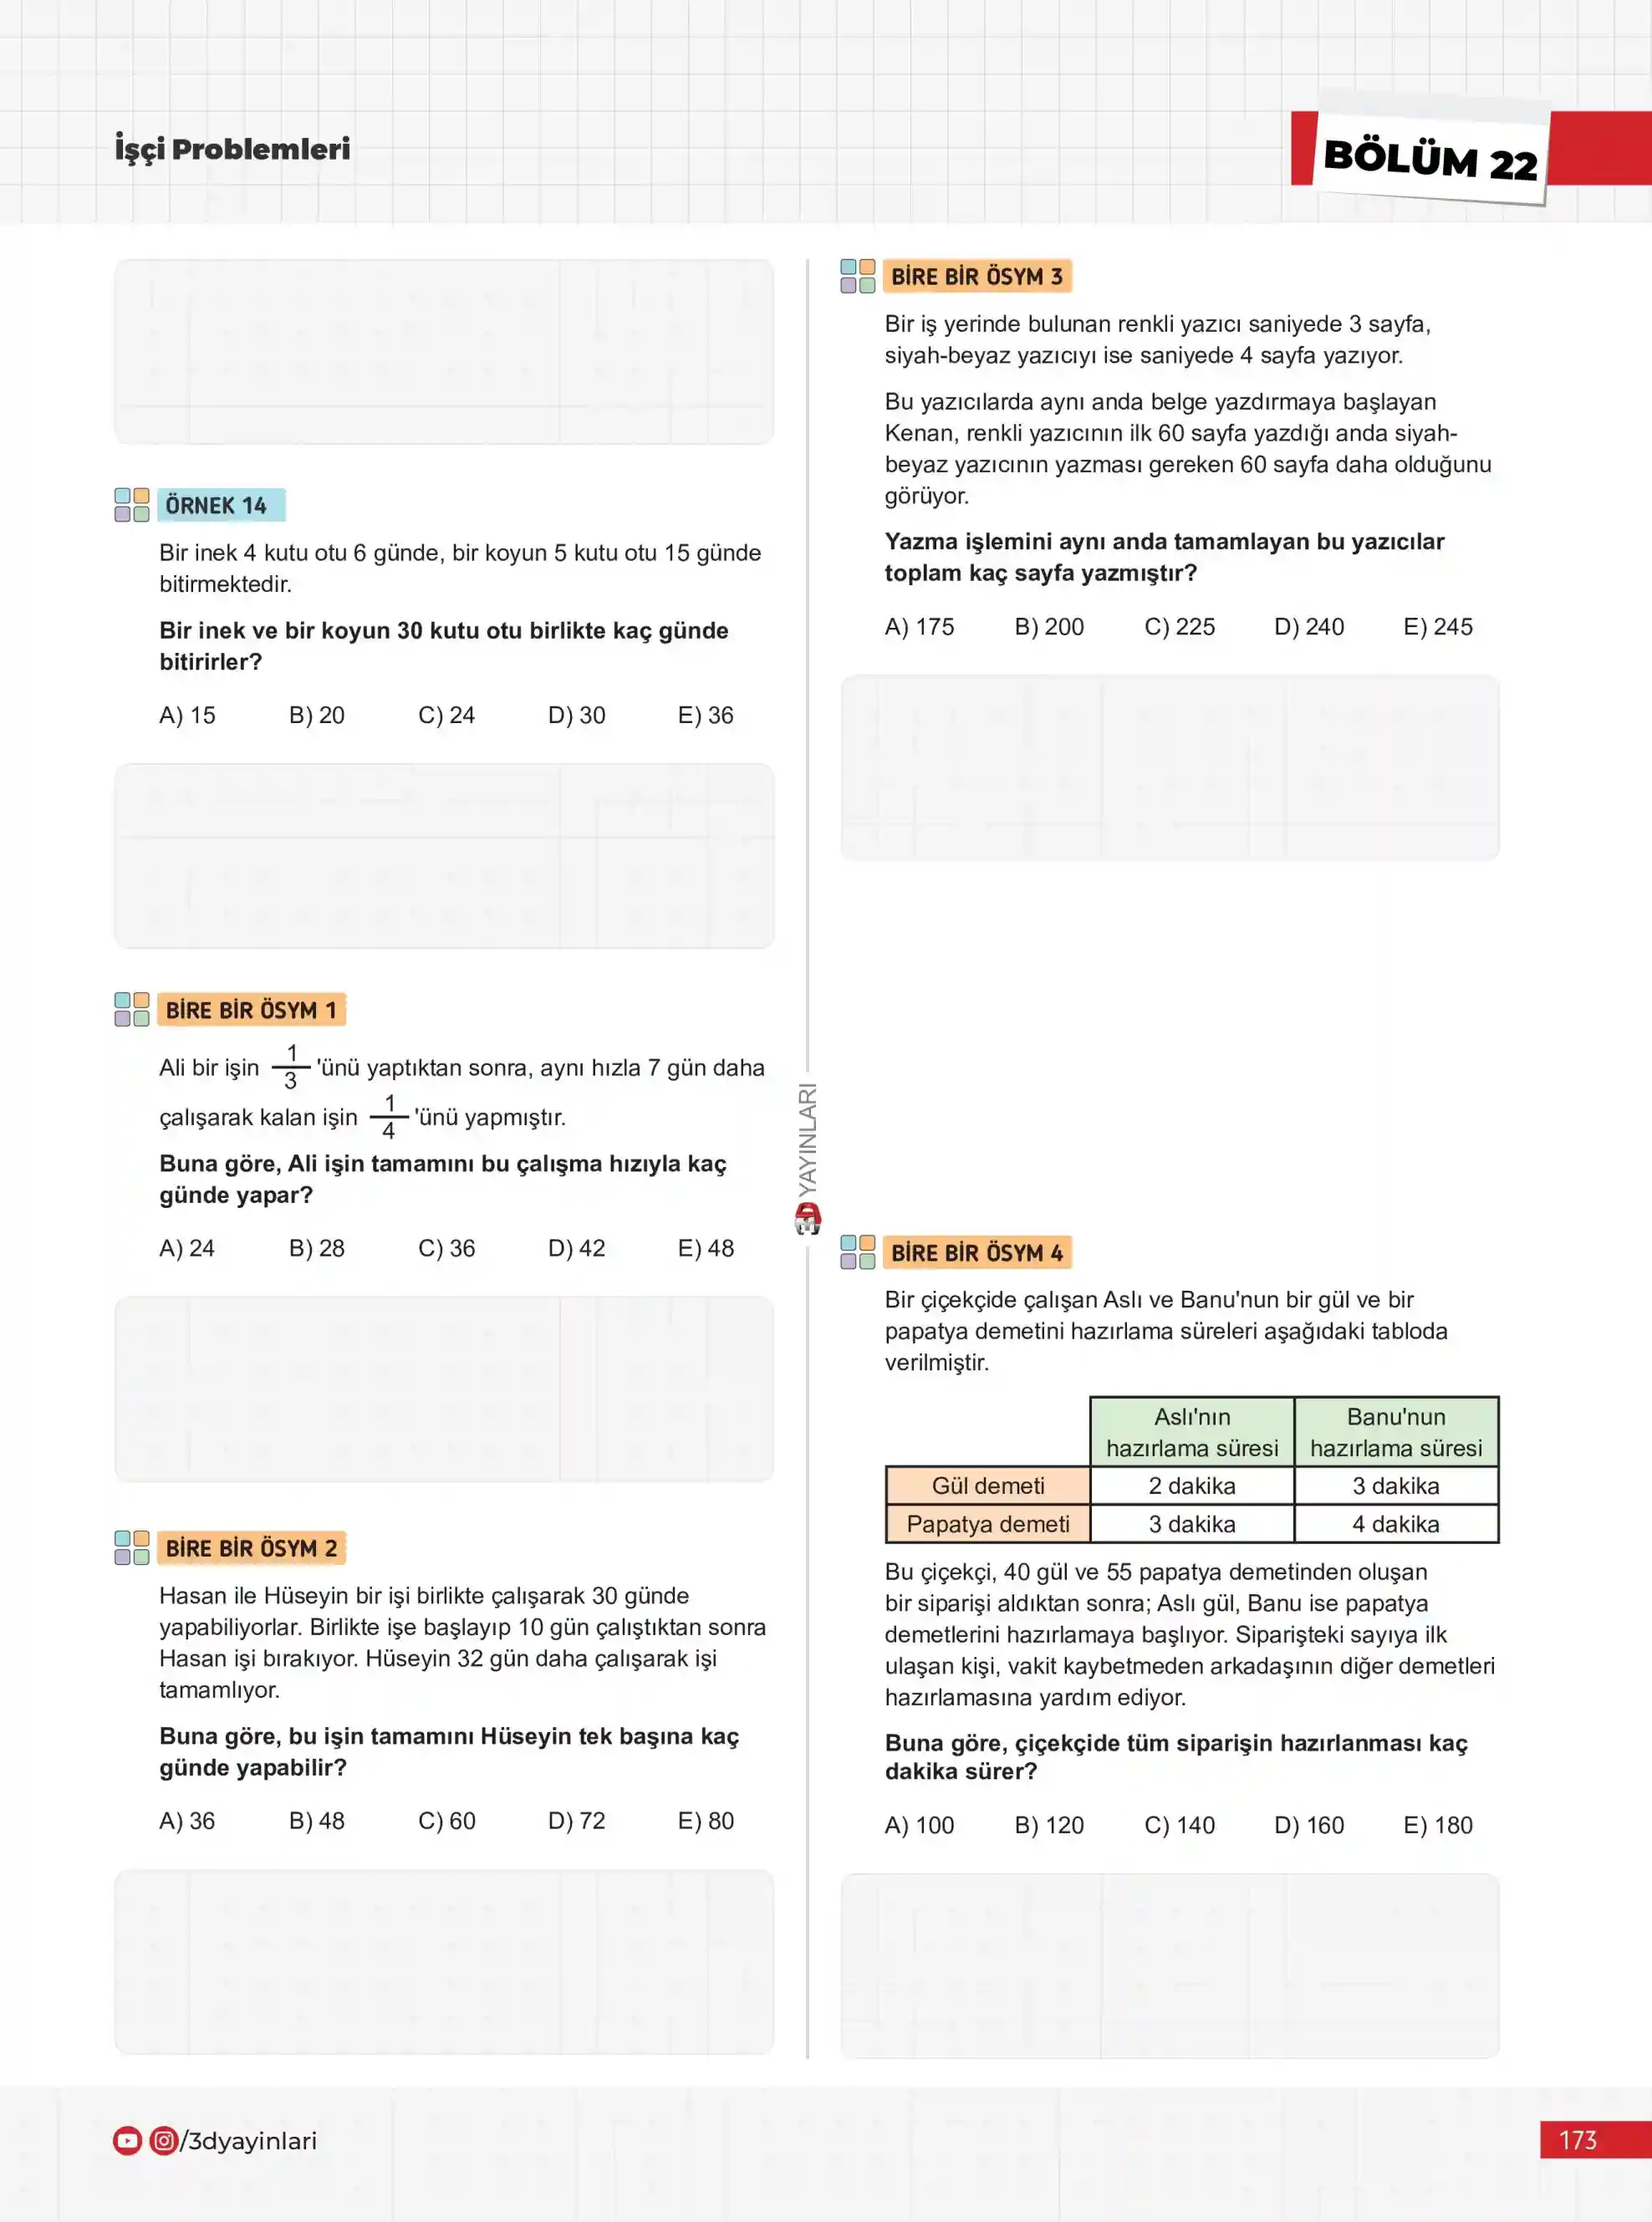 İşçi Problemleri
BÖLÜM 22
ÖRNEK 14
Bir inek 4 kutu otu 6 günde, bir koyun 5 kutu otu 15 günde
bitirmektedir.
Bir inek ve bir koyun 30 kutu otu birlikte kaç günde
bitirirler?
A) 15 B) 20 C) 24 D) 30 E) 36
BİRE BİR ÖSYM 1
Ali bir işin 1/3 'ünü yaptıktan sonra, aynı hızla 7 gün daha
çalışarak kalan işin 1/4 'ünü yapmıştır.
Buna göre, Ali işin tamamını bu çalışma hızıyla kaç
günde yapar?
A) 24 B) 28 C) 36 D) 42 E) 48
BİRE BİR ÖSYM 2
Hasan ile Hüseyin bir işi birlikte çalışarak 30 günde
yapabiliyorlar. Birlikte işe başlayıp 10 gün çalıştıktan sonra
Hasan işi bırakıyor. Hüseyin 32 gün daha çalışarak işi
tamamlıyor.
Buna göre, bu işin tamamını Hüseyin tek başına kaç
günde yapabilir?
A) 36 B) 48 C) 60 D) 72 E) 80
YAYINLARI
BİRE BİR ÖSYM 3
Bir iş yerinde bulunan renkli yazıcı saniyede 3 sayfa,
siyah-beyaz yazıcıyı ise saniyede 4 sayfa yazıyor.
Bu yazıcılarda aynı anda belge yazdırmaya başlayan
Kenan, renkli yazıcının ilk 60 sayfa yazdığı anda siyah-
beyaz yazıcının yazması gereken 60 sayfa daha olduğunu
görüyor.
Yazma işlemini aynı anda tamamlayan bu yazıcılar
toplam kaç sayfa yazmıştır?
A) 175 B) 200 C) 225 D) 240 E) 245
BİRE BİR ÖSYM 4
Bir çiçekçide çalışan Aslı ve Banu'nun bir gül ve bir
papatya demetini hazırlama süreleri aşağıdaki tabloda
verilmiştir.
Aslı'nın Banu'nun
hazırlama süresi hazırlama süresi
Gül demeti 2 dakika 3 dakika
Papatya demeti 3 dakika 4 dakika
Bu çiçekçi, 40 gül ve 55 papatya demetinden oluşan
bir siparişi aldıktan sonra; Aslı gül, Banu ise papatya
demetlerini hazırlamaya başlıyor. Siparişteki sayıya ilk
ulaşan kişi, vakit kaybetmeden arkadaşının diğer demetleri
hazırlamasına yardım ediyor.
Buna göre, çiçekçide tüm siparişin hazırlanması kaç
dakika sürer?
A) 100 B) 120 C) 140 D) 160 E) 180
/3dyayinlari
173